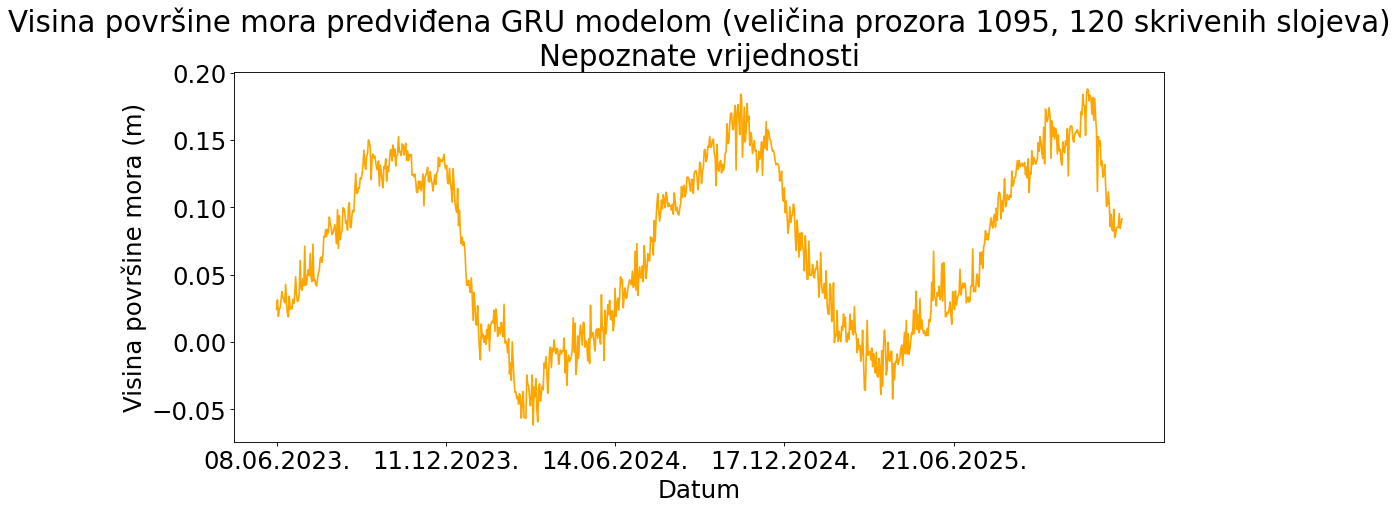 Visina površine mora predviđena GRU modelom (veličina prozora 1095, 120 skrivenih slojeva)
Nepoznate vrijednosti
Visina površine mora (m)
0.20
0.15
0.10
0.05
0.00
−0.05
08.06.2023. 11.12.2023. 14.06.2024. 17.12.2024. 21.06.2025.
Datum